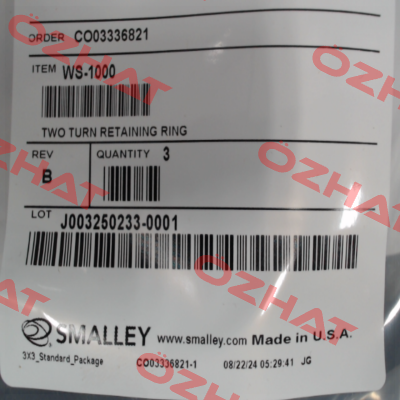 ORDER CO03336821
ITEM WS-1000
TWO TURN RETAINING RING
REV QUANTITY 3
B
LOT J003250233-0001
SMALLEY www.smalley.com Made in U.S.A.
3X3_Standard_Package CO03336821-1 08/22/24 05:29:41 JG
OZHAT
OZHAT
OZHAT
OZHAT
OZHAT